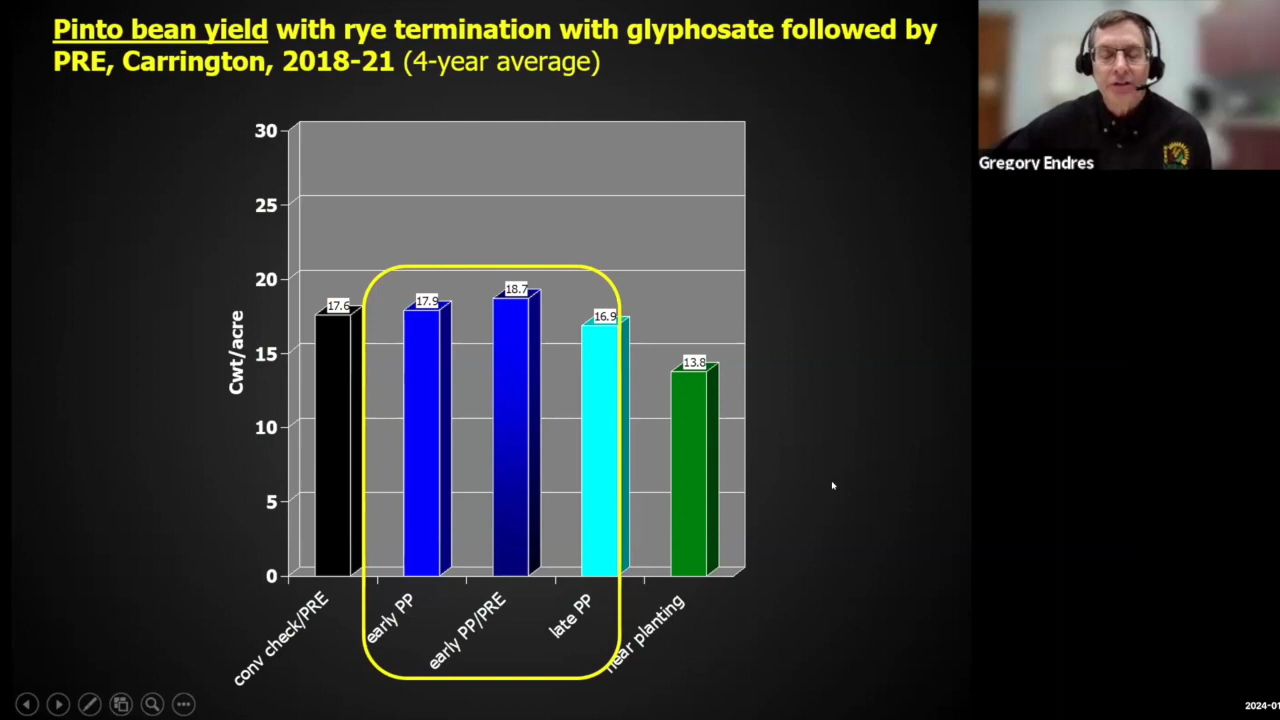 Pinto bean yield with rye termination with glyphosate followed by
PRE, Carrington, 2018-21 (4-year average)
Gregory Endres
30
25
20
15
10
5
0
Cwt/acre
17.6
17.9
18.7
16.9
13.8
conv check/PRE
early PP
early PP/PRE
late PP
near planting
2024-01